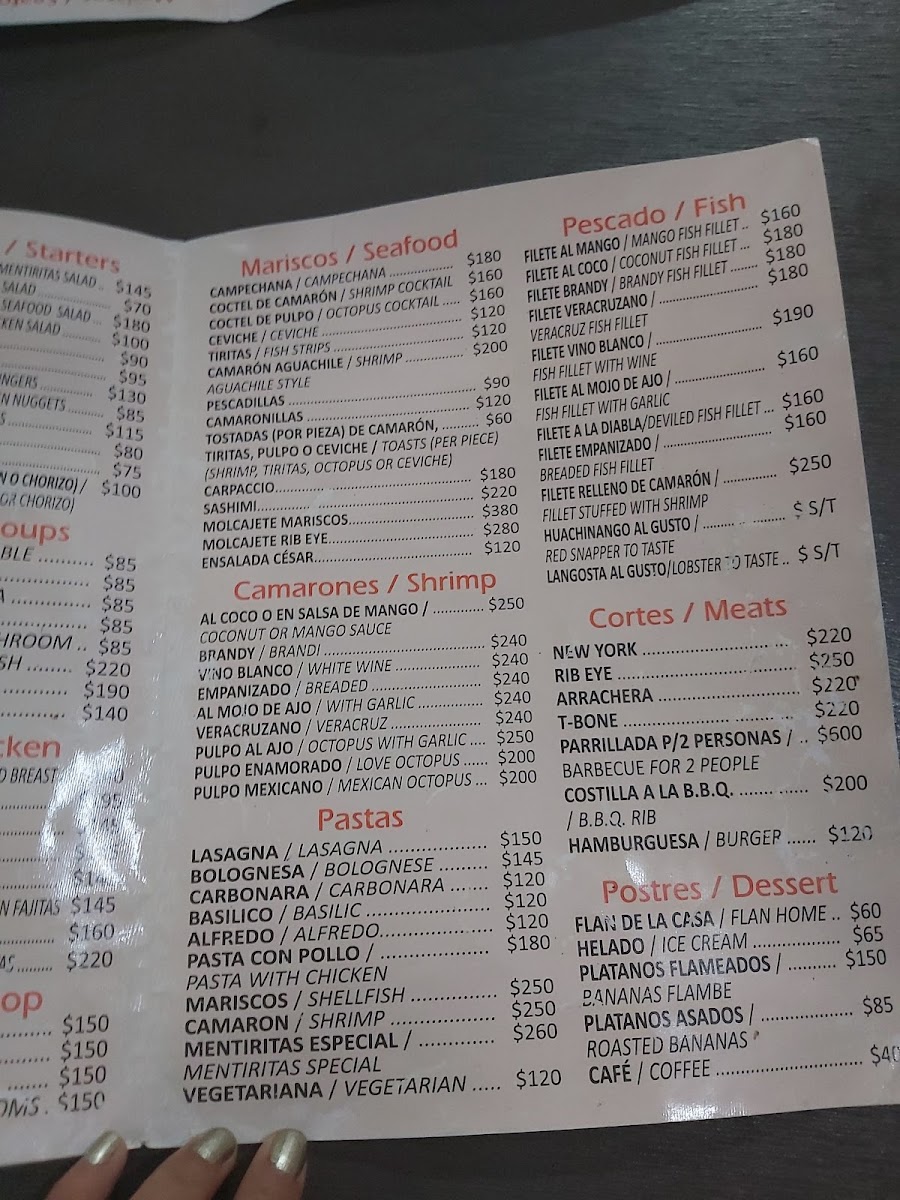 / Starters
MENTIRITAS SALAD .. $145
SALAD ........ $70
SEAFOOD SALAD ... $180
KEN SALAD $100
$90
$95
NGERS ........ $130
N NUGGETS ....... $85
$115
$80
$75
N O CHORIZO) / $100
OR CHORIZO)
oups
BLE .......... $85
$85
A .............. $85
$85
HROOM .. $85
SH ........ $220
$190
$140
cken
D BREAST
N FAJITAS $145
$160
AS ......... $220
op
$150
$150
$150
OMS . $150
Mariscos / Seafood
CAMPECHANA / CAMPECHANA .................. $180
COCTEL DE CAMARÓN / SHRIMP COCKTAIL $160
COCTEL DE PULPO / OCTOPUS COCKTAIL ..... $160
CEVICHE / CEVICHE ........................ $120
TIRITAS / FISH STRIPS ........................ $120
CAMARÓN AGUACHILE / SHRIMP ............... $200
AGUACHILE STYLE
PESCADILLAS ........................ $90
CAMARONILLAS ........................ $120
TOSTADAS (POR PIEZA) DE CAMARÓN, .......... $60
TIRITAS, PULPO O CEVICHE / TOASTS (PER PIECE)
(SHRIMP, TIRITAS, OCTOPUS OR CEVICHE)
CARPACCIO........................ $180
SASHIMI........................ $220
MOLCAJETE MARISCOS........................ $380
MOLCAJETE RIB EYE........................ $280
ENSALADA CÉSAR........................ $120
Camarones / Shrimp
AL COCO O EN SALSA DE MANGO / ............. $250
COCONUT OR MANGO SAUCE
BRANDY / BRANDI ........................ $240
VINO BLANCO / WHITE WINE .................. $240
EMPANIZADO / BREADED ........................ $240
AL MOJO DE AJO / WITH GARLIC .............. $240
VERACRUZANO / VERACRUZ .................... $240
PULPO AL AJO / OCTOPUS WITH GARLIC .... $250
PULPO ENAMORADO / LOVE OCTOPUS ...... $200
PULPO MEXICANO / MEXICAN OCTOPUS ... $200
Pastas
LASAGNA / LASAGNA .................. $150
BOLOGNESA / BOLOGNESE ......... $145
CARBONARA / CARBONARA ....... $120
BASILICO / BASILIC ...................... $120
ALFREDO / ALFREDO.................... $120
PASTA CON POLLO / .................... $180
PASTA WITH CHICKEN
MARISCOS / SHELLFISH ............... $250
CAMARON / SHRIMP .................. $250
MENTIRITAS ESPECIAL / ............. $260
MENTIRITAS SPECIAL
VEGETARIANA / VEGETARIAN ..... $120
Pescado / Fish
FILETE AL MANGO / MANGO FISH FILLET .. $160
FILETE AL COCO / COCONUT FISH FILLET ... $180
FILETE BRANDY / BRANDY FISH FILLET ........ $180
FILETE VERACRUZANO / .................... $180
VERACRUZ FISH FILLET
FILETE VINO BLANCO / ...................... $190
FISH FILLET WITH WINE
FILETE AL MOJO DE AJO / .................. $160
FISH FILLET WITH GARLIC
FILETE A LA DIABLA/DEVILED FISH FILLET ... $160
FILETE EMPANIZADO / ...................... $160
BREADED FISH FILLET
FILETE RELLENO DE CAMARÓN / ............... $250
FILLET STUFFED WITH SHRIMP
HUACHINANGO AL GUSTO / ................... $ S/T
RED SNAPPER TO TASTE
LANGOSTA AL GUSTO/LOBSTER TO TASTE .. $ S/T
Cortes / Meats
NEW YORK ........................ $220
RIB EYE ........................ $250
ARRACHERA ........................ $220
T-BONE ........................ $220
PARRILLADA P/2 PERSONAS / .. $500
BARBECUE FOR 2 PEOPLE
COSTILLA A LA B.B.Q. ............. $200
/ B.B.Q. RIB
HAMBURGUESA / BURGER ...... $120
Postres / Dessert
FLAN DE LA CASA / FLAN HOME .. $60
HELADO / ICE CREAM .................. $65
PLATANOS FLAMEADOS / .......... $150
BANANAS FLAMBE
PLATANOS ASADOS / .................. $85
ROASTED BANANAS
CAFÉ / COFFEE ........................ $40